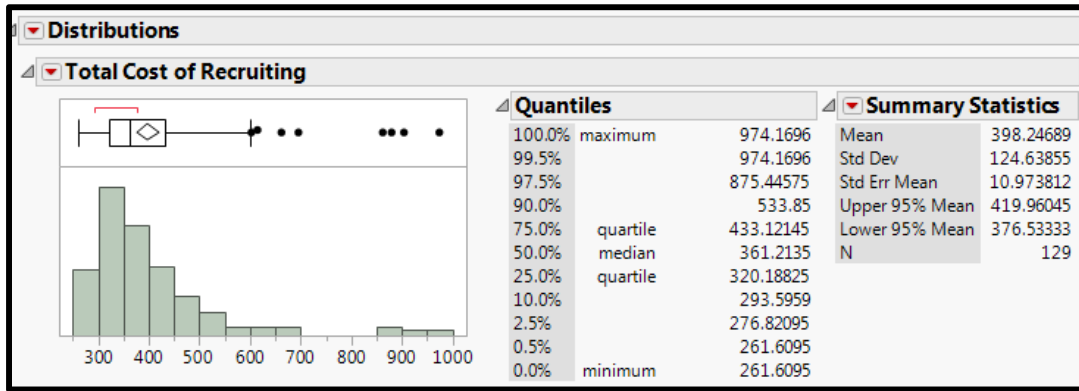 Distributions
Total Cost of Recruiting
300 400 500 600 700 800 900 1000
Quantiles
100.0% maximum 974.1696
99.5% 974.1696
97.5% 875.44575
90.0% 533.85
75.0% quartile 433.12145
50.0% median 361.2135
25.0% quartile 320.18825
10.0% 293.5959
2.5% 276.82095
0.5% 261.6095
0.0% minimum 261.6095
Summary Statistics
Mean 398.24689
Std Dev 124.63855
Std Err Mean 10.973812
Upper 95% Mean 419.96045
Lower 95% Mean 376.53333
N 129